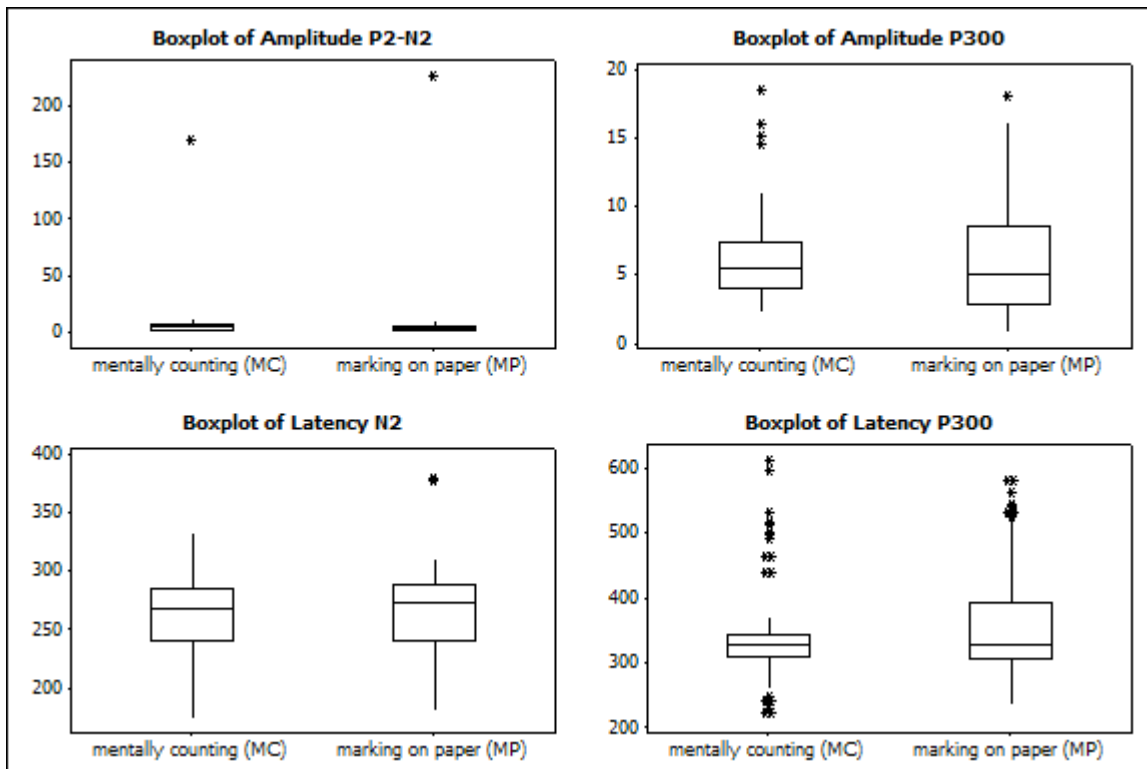 Boxplot of Amplitude P2-N2
200
150
100
50
0
mentally counting (MC) marking on paper (MP)
Boxplot of Amplitude P300
20
15
10
5
0
mentally counting (MC) marking on paper (MP)
Boxplot of Latency N2
400
350
300
250
200
mentally counting (MC) marking on paper (MP)
Boxplot of Latency P300
600
500
400
300
200
mentally counting (MC) marking on paper (MP)